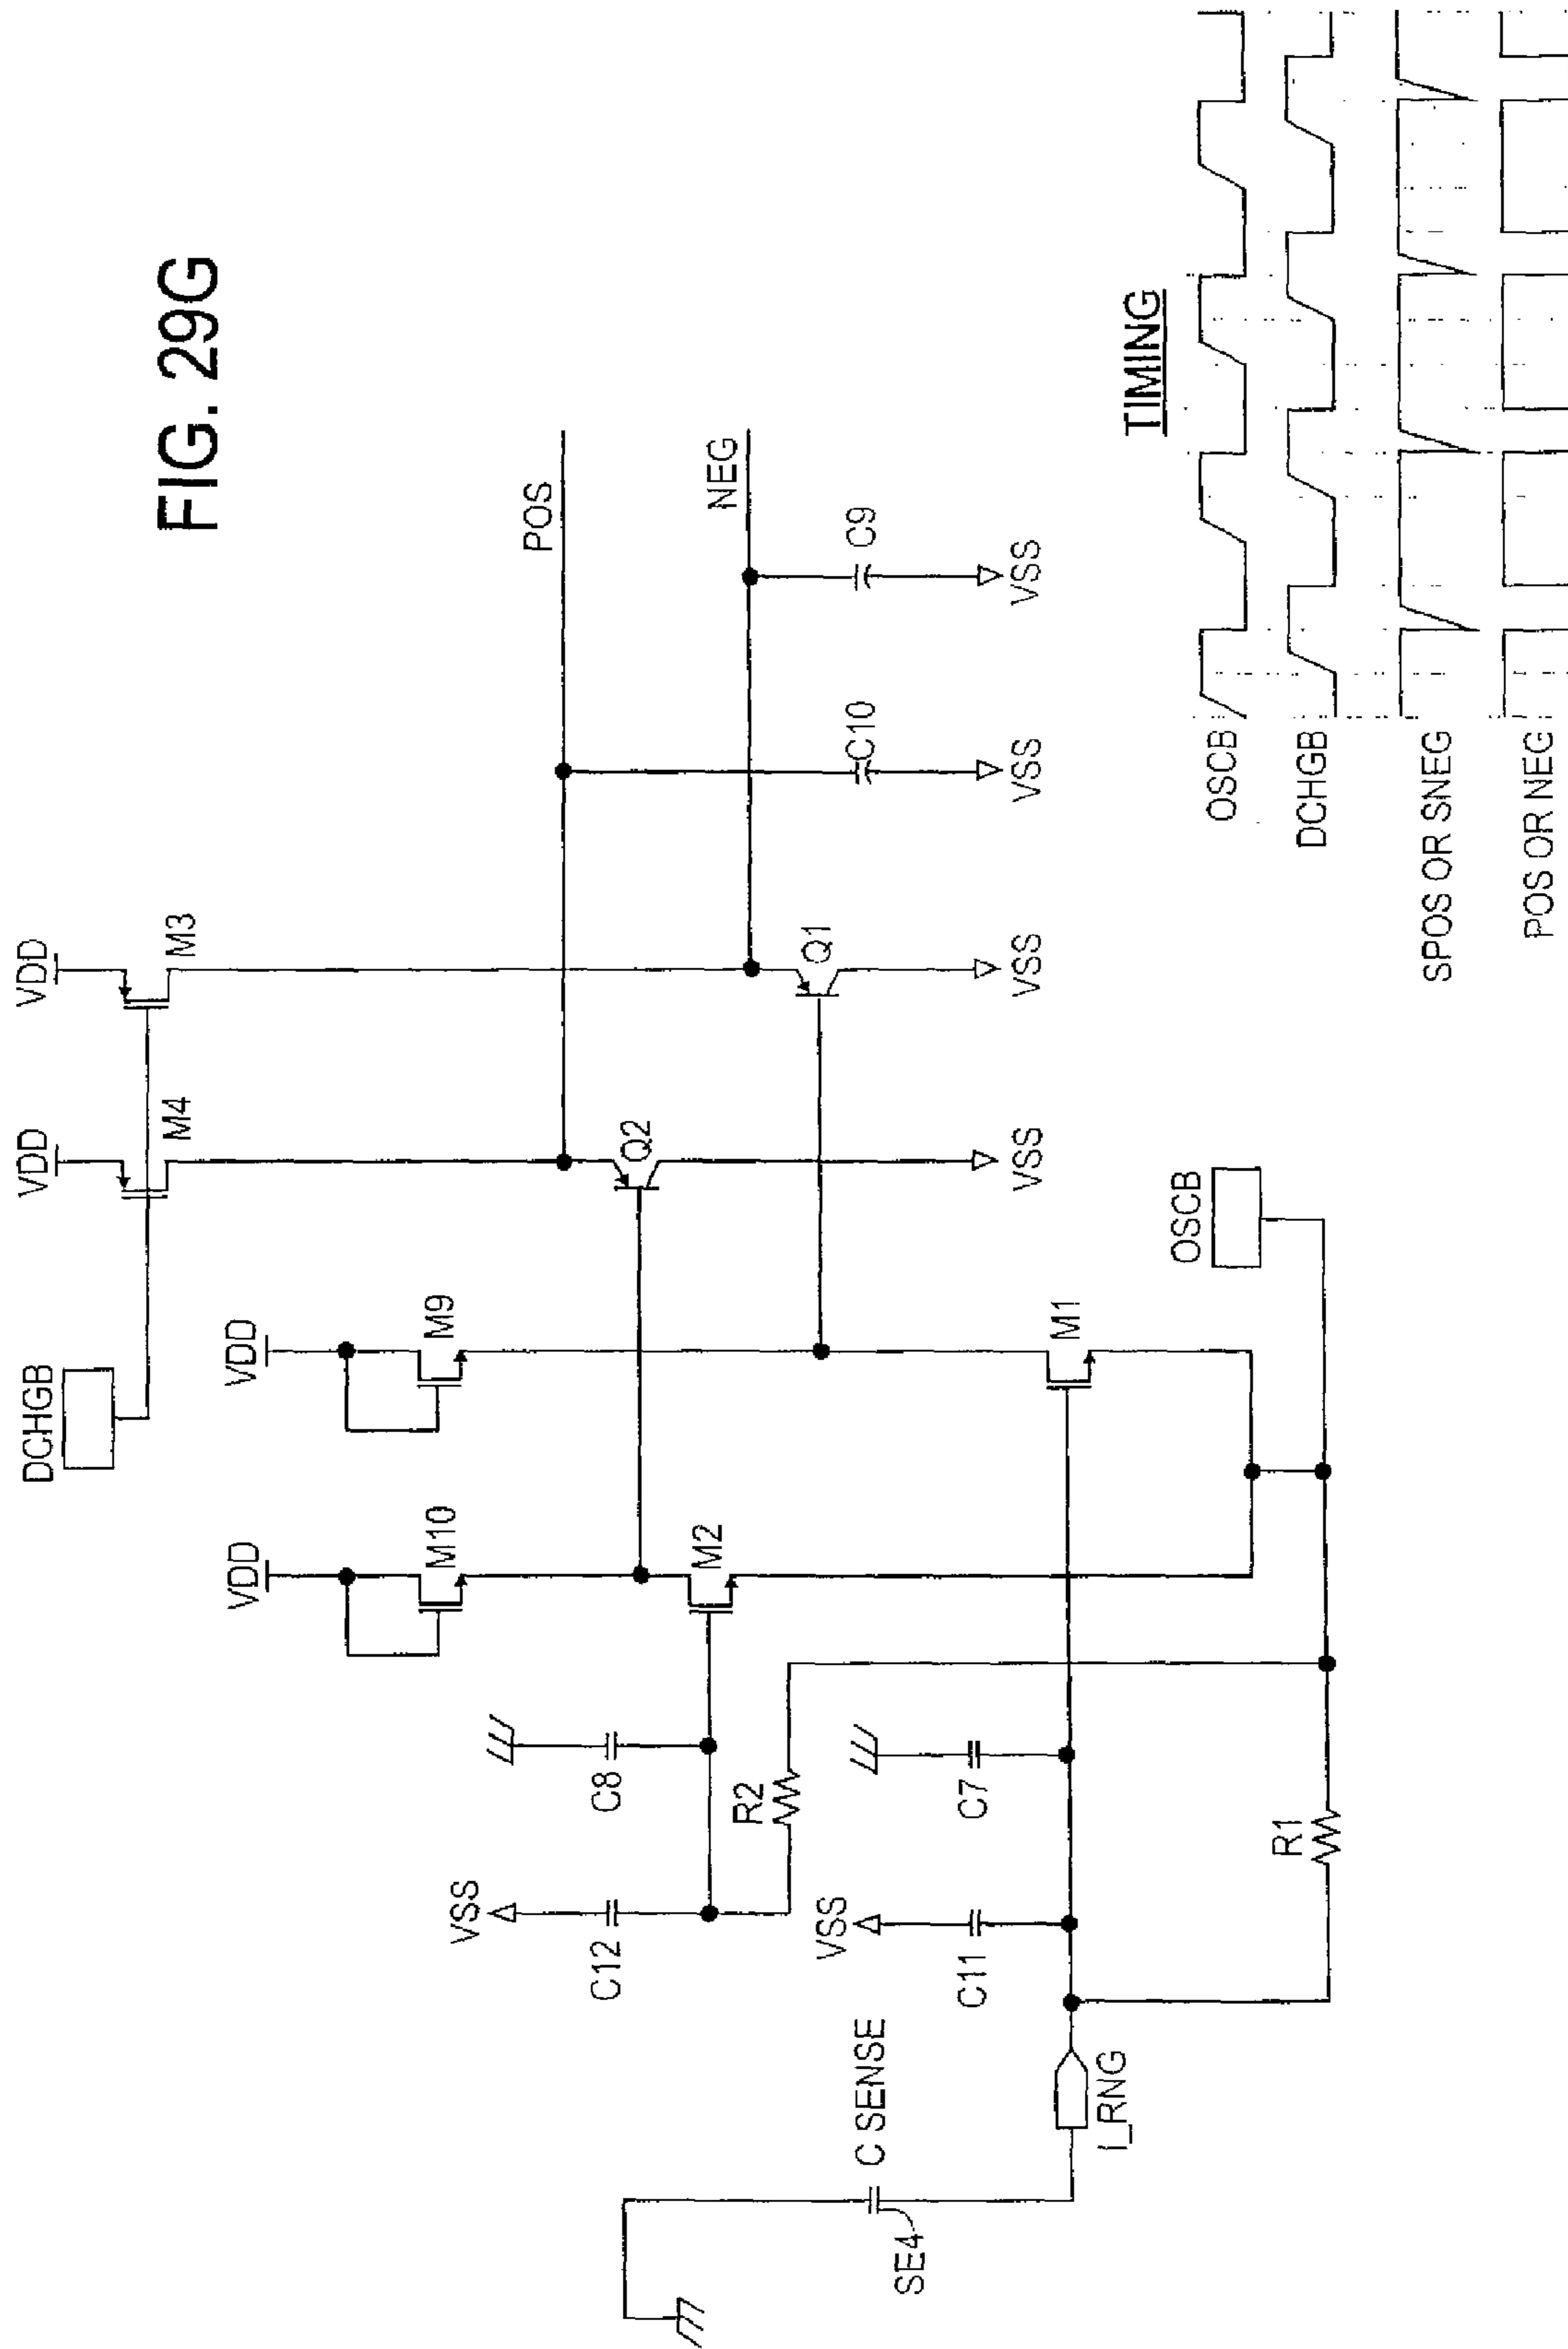 FIG. 29G
VDD
VDD
M3
M4
DCHGB
VDD
VDD
M9
M10
POS
NEG
Q2
Q1
M2
M1
C10
C9
VSS
VSS
VSS
VSS
OSCB
C8
C12
VSS
R2
C7
C11
VSS
R1
C SENSE
SE4
I_RNG
TIMING
OSCB
DCHGB
SPOS OR SNEG
POS OR NEG